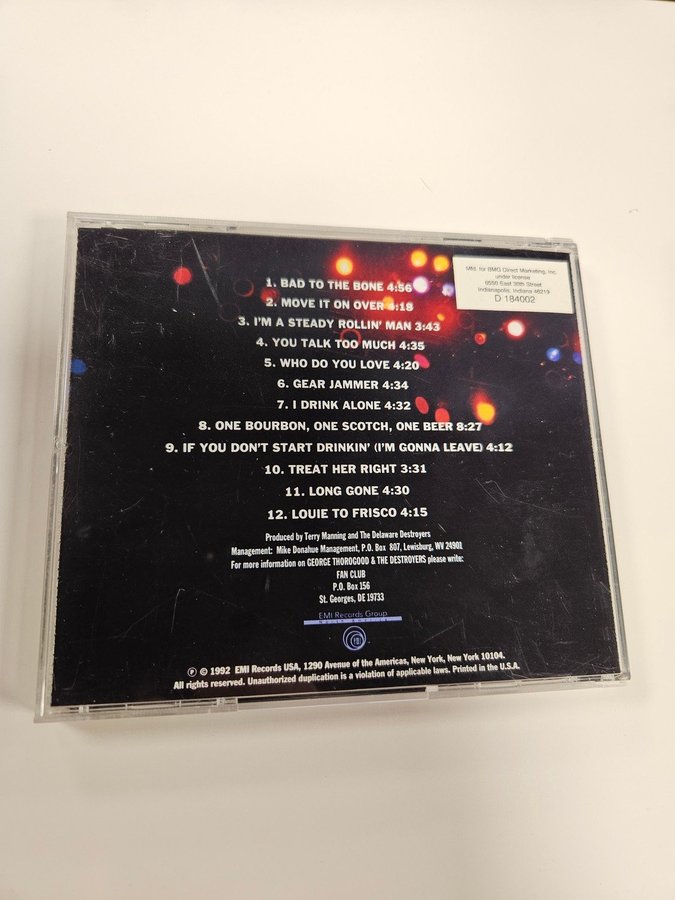 Mfd. for BMG Direct Marketing, Inc.
under license
6550 East 30th Street
Indianapolis, Indiana 46219
D 184002
1. BAD TO THE BONE 4:56
2. MOVE IT ON OVER 4:18
3. I'M A STEADY ROLLIN' MAN 3:43
4. YOU TALK TOO MUCH 4:35
5. WHO DO YOU LOVE 4:20
6. GEAR JAMMER 4:34
7. I DRINK ALONE 4:32
8. ONE BOURBON, ONE SCOTCH, ONE BEER 8:27
9. IF YOU DON'T START DRINKIN' (I'M GONNA LEAVE) 4:12
10. TREAT HER RIGHT 3:31
11. LONG GONE 4:30
12. LOUIE TO FRISCO 4:15
Produced by Terry Manning and The Delaware Destroyers
Management: Mike Donahue Management, P.O. Box 807, Lewisburg, WV 24901
For more information on GEORGE THOROGOOD & THE DESTROYERS please write:
FAN CLUB
P.O. Box 156
St. Georges, DE 19733
EMI Records Group
North America
EMI
℗ © 1992 EMI Records USA, 1290 Avenue of the Americas, New York, New York 10104.
All rights reserved. Unauthorized duplication is a violation of applicable laws. Printed in the U.S.A.